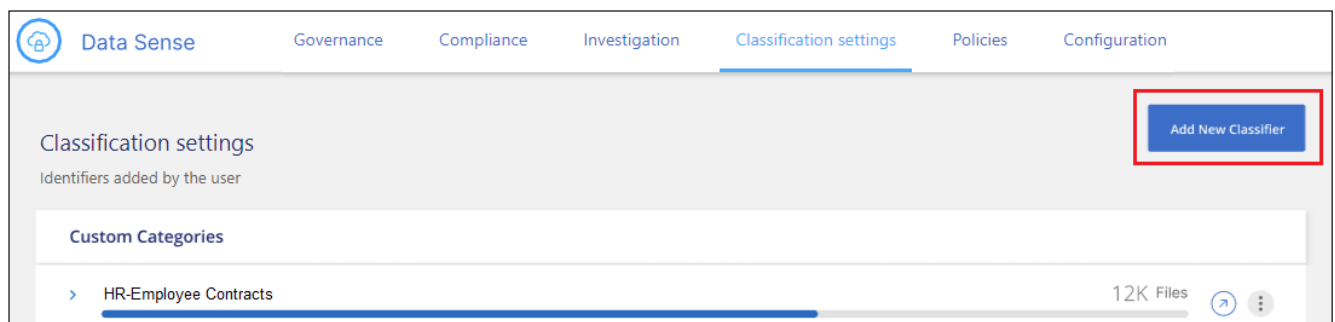 Data Sense Governance Compliance Investigation Classification settings Policies Configuration
Add New Classifier
Classification settings
Identifiers added by the user
Custom Categories
HR-Employee Contracts 12K Files